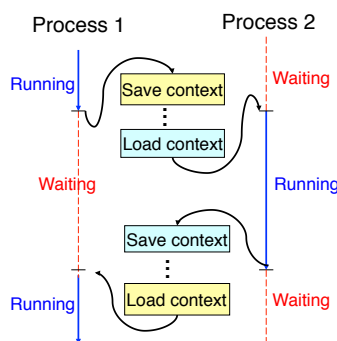 Process 1
Process 2
Running
Save context
Waiting
Load context
Waiting
Running
Save context
Running
Load context
Waiting